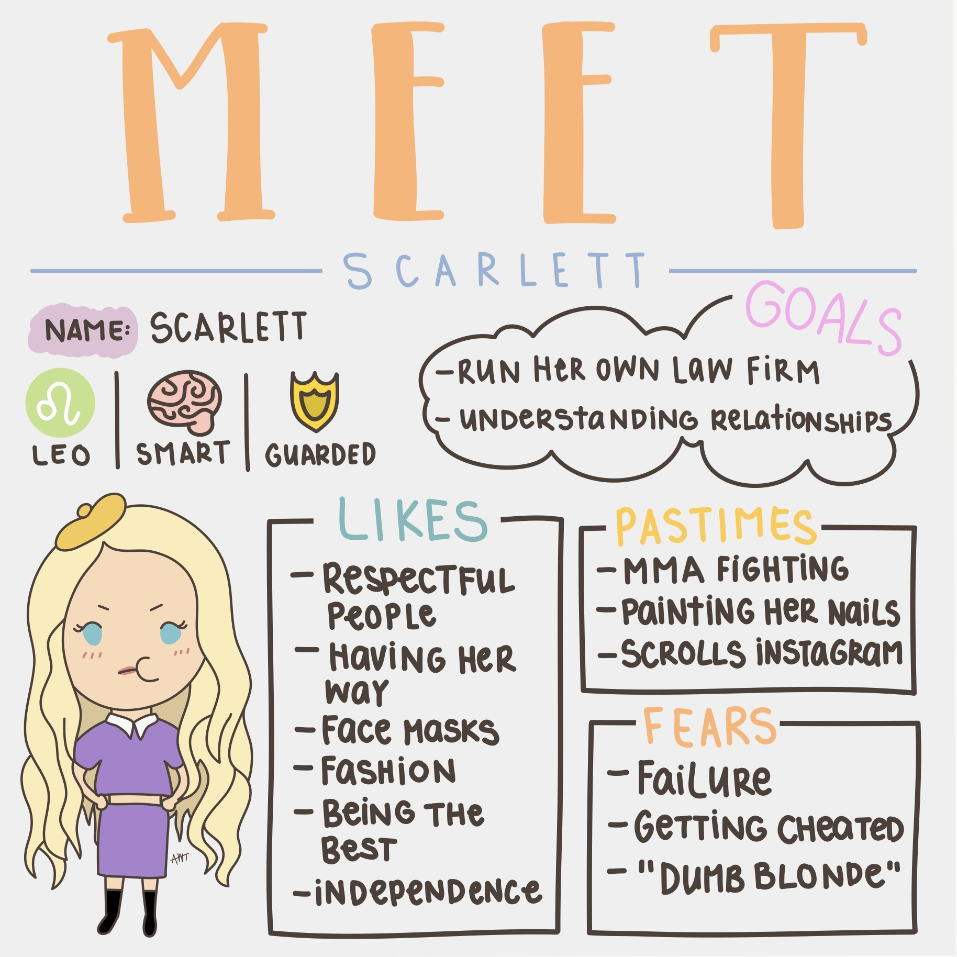 MEET
SCARLETT
NAME: SCARLETT
LEO
SMART
GUARDED
GOALS
-RUN HER OWN LAW FIRM
- UNDERSTANDING RELATIONSHIPS
LIKES
- RESPECTFUL
PEOPLE
- HAVING HER
WAY
- FACE MASKS
- FASHION
- BEING THE
BEST
-INDEPENDENCE
PASTIMES
-MMA FIGHTING
-PAINTING HER NAILS
-SCROLLS INSTAGRAM
FEARS
- FAILURE
-GETTING CHEATED
- "DUMB BLONDE"